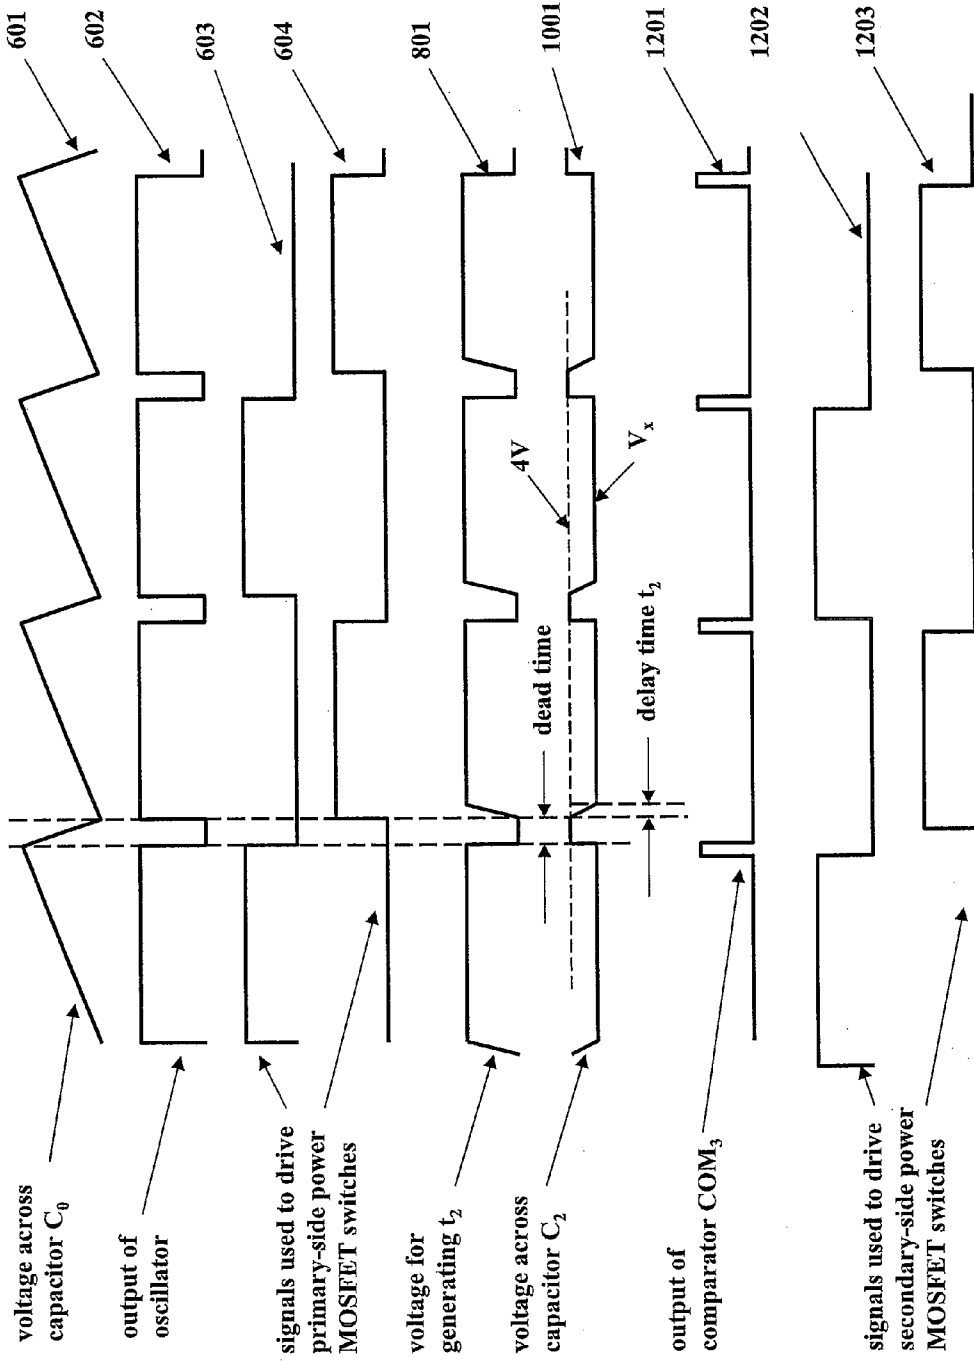 voltage across
capacitor C₀
601
output of
oscillator
602
signals used to drive
primary-side power
MOSFET switches
603
604
voltage for
generating t₂
801
voltage across
capacitor C₂
1001
dead time
4V
Vₓ
delay time t₂
output of
comparator COM₃
1201
signals used to drive
secondary-side power
MOSFET switches
1202
1203